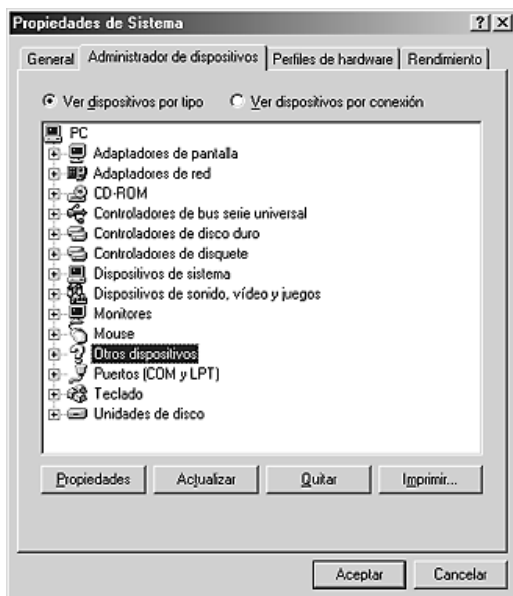 Propiedades de Sistema
General Administrador de dispositivos Perfiles de hardware Rendimiento
Ver dispositivos por tipo Ver dispositivos por conexión
PC
Adaptadores de pantalla
Adaptadores de red
CD-ROM
Controladores de bus serie universal
Controladores de disco duro
Controladores de disquete
Dispositivos de sistema
Dispositivos de sonido, vídeo y juegos
Monitores
Mouse
Otros dispositivos
Puertos (COM y LPT)
Teclado
Unidades de disco
Propiedades Actualizar Quitar Imprimir...
Aceptar Cancelar